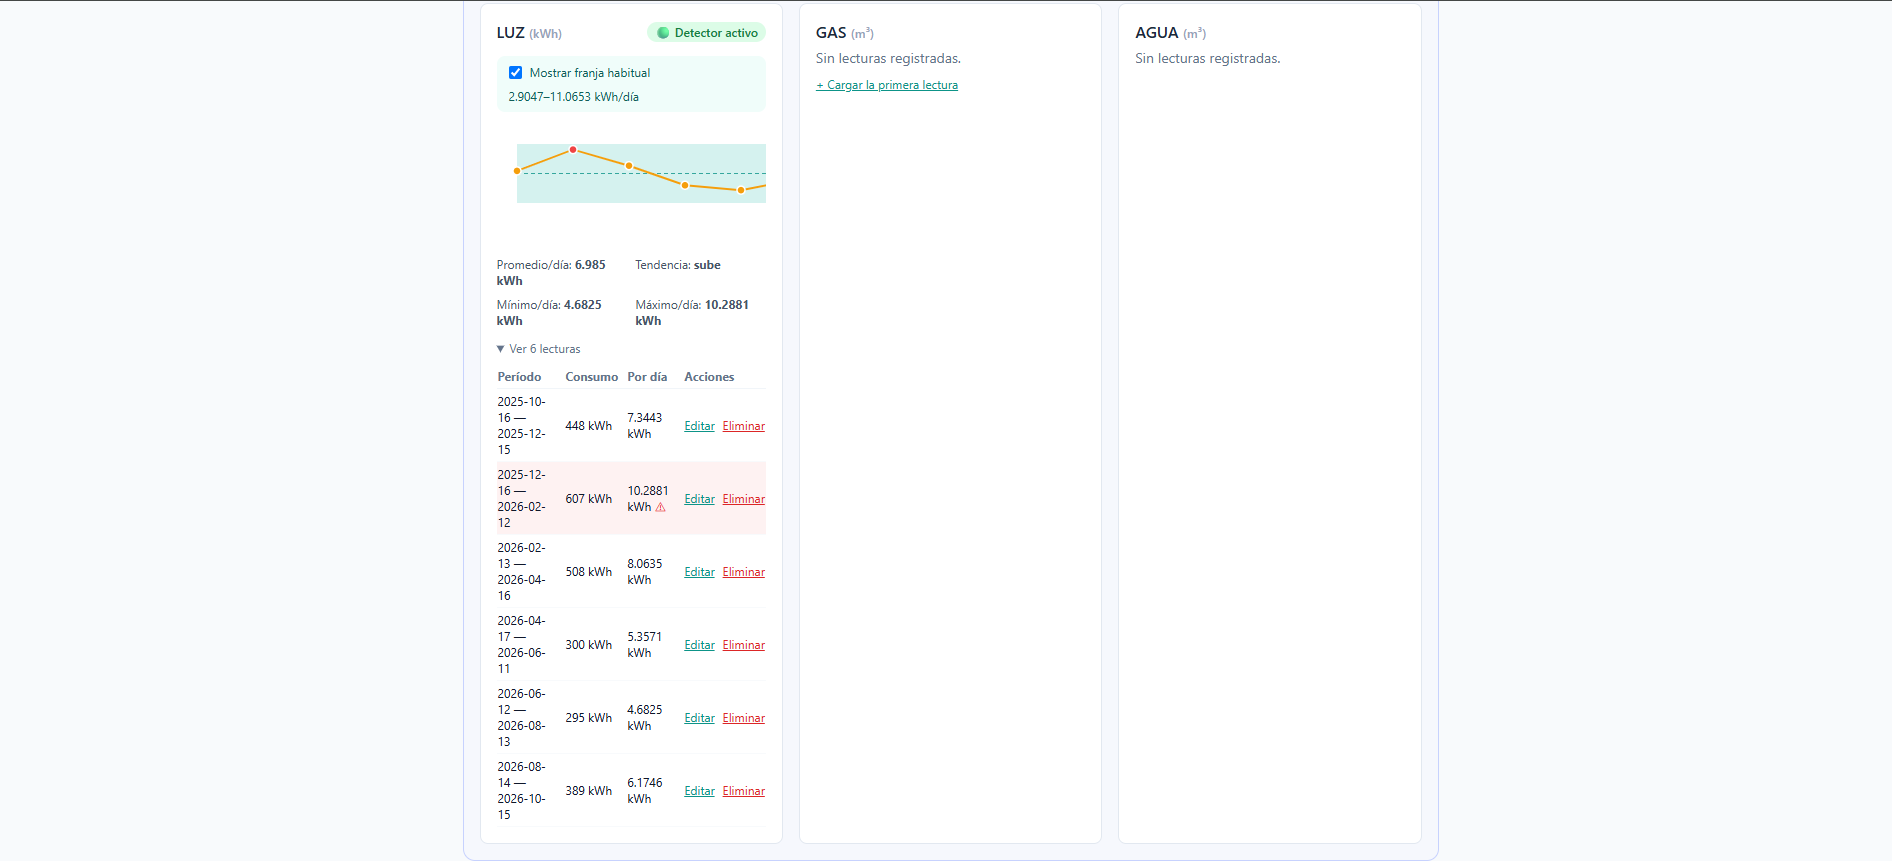 LUZ (kWh)
Detector activo
Mostrar franja habitual
2.9047–11.0653 kWh/día
Promedio/día: 6.985
kWh
Tendencia: sube
Mínimo/día: 4.6825
kWh
Máximo/día: 10.2881
kWh
▼ Ver 6 lecturas
Período Consumo Por día Acciones
2025-10-
16 —
2025-12-
15
448 kWh
7.3443
kWh
Editar Eliminar
2025-12-
16 —
2026-02-
12
607 kWh
10.2881
kWh ⚠
Editar Eliminar
2026-02-
13 —
2026-04-
16
508 kWh
8.0635
kWh
Editar Eliminar
2026-04-
17 —
2026-06-
11
300 kWh
5.3571
kWh
Editar Eliminar
2026-06-
12 —
2026-08-
13
295 kWh
4.6825
kWh
Editar Eliminar
2026-08-
14 —
2026-10-
15
389 kWh
6.1746
kWh
Editar Eliminar
GAS (m³)
Sin lecturas registradas.
+ Cargar la primera lectura
AGUA (m³)
Sin lecturas registradas.